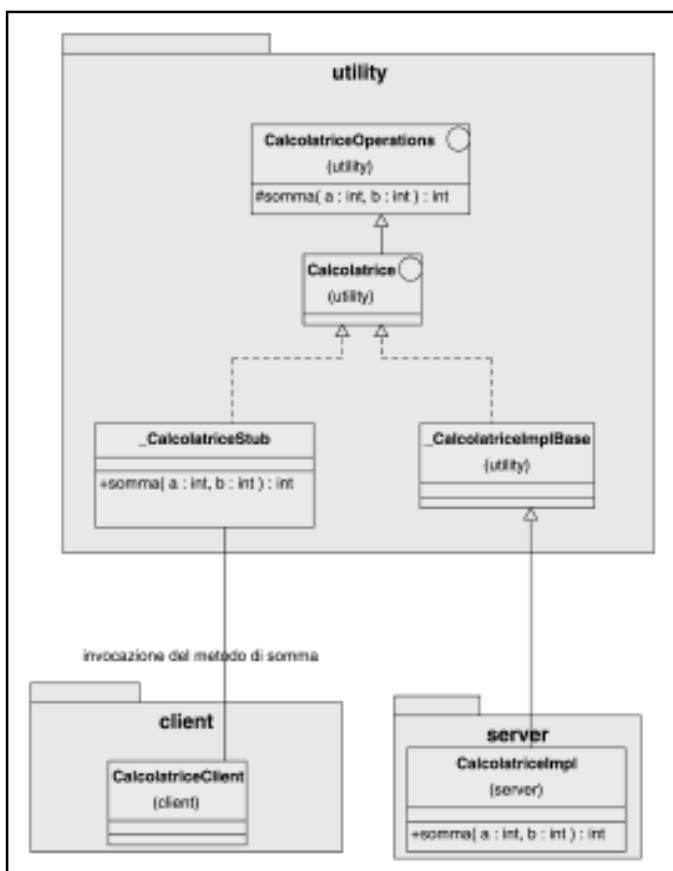 utility
CalcolatriceOperations
(utility)
#somma( a : int, b : int ) : int
Calcolatrice
(utility)
_CalcolatriceStub
+somma( a : int, b : int ) : int
_CalcolatriceImplBase
(utility)
invocazione del metodo di somma
client
CalcolatriceClient
(client)
server
CalcolatriceImpl
(server)
+somma( a : int, b : int ) : int